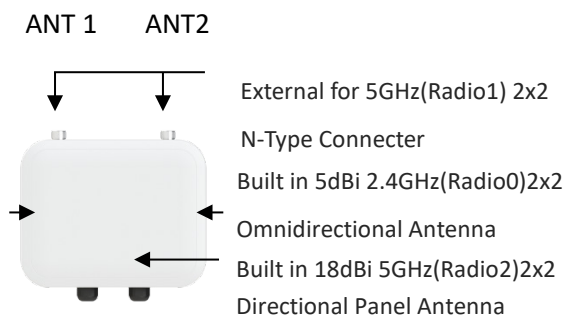 ANT 1 ANT2
External for 5GHz(Radio1) 2x2
N-Type Connecter
Built in 5dBi 2.4GHz(Radio0)2x2
Omnidirectional Antenna
Built in 18dBi 5GHz(Radio2)2x2
Directional Panel Antenna